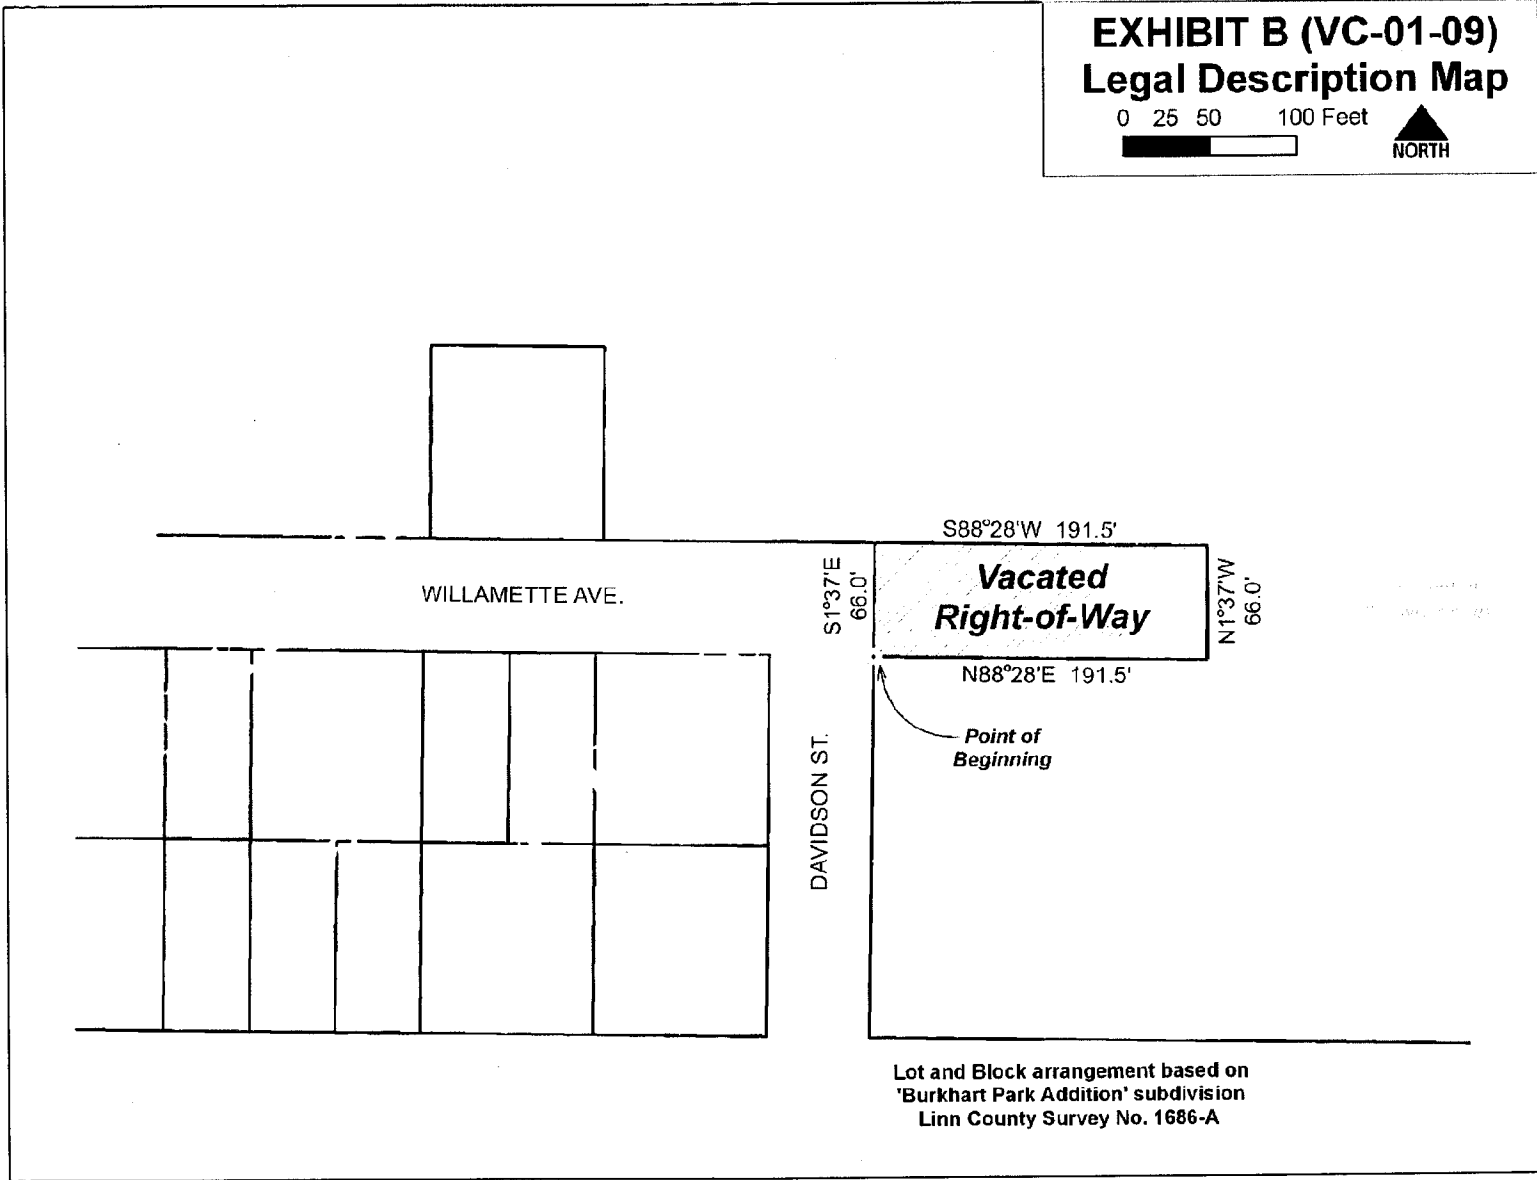 EXHIBIT B (VC-01-09)
Legal Description Map
0 25 50 100 Feet
NORTH
S88°28'W 191.5'
WILLAMETTE AVE.
S1°37'E
66.0'
Vacated
Right-of-Way
N1°37'W
66.0'
N88°28'E 191.5'
Point of
Beginning
DAVIDSON ST.
Lot and Block arrangement based on
'Burkhart Park Addition' subdivision
Linn County Survey No. 1686-A